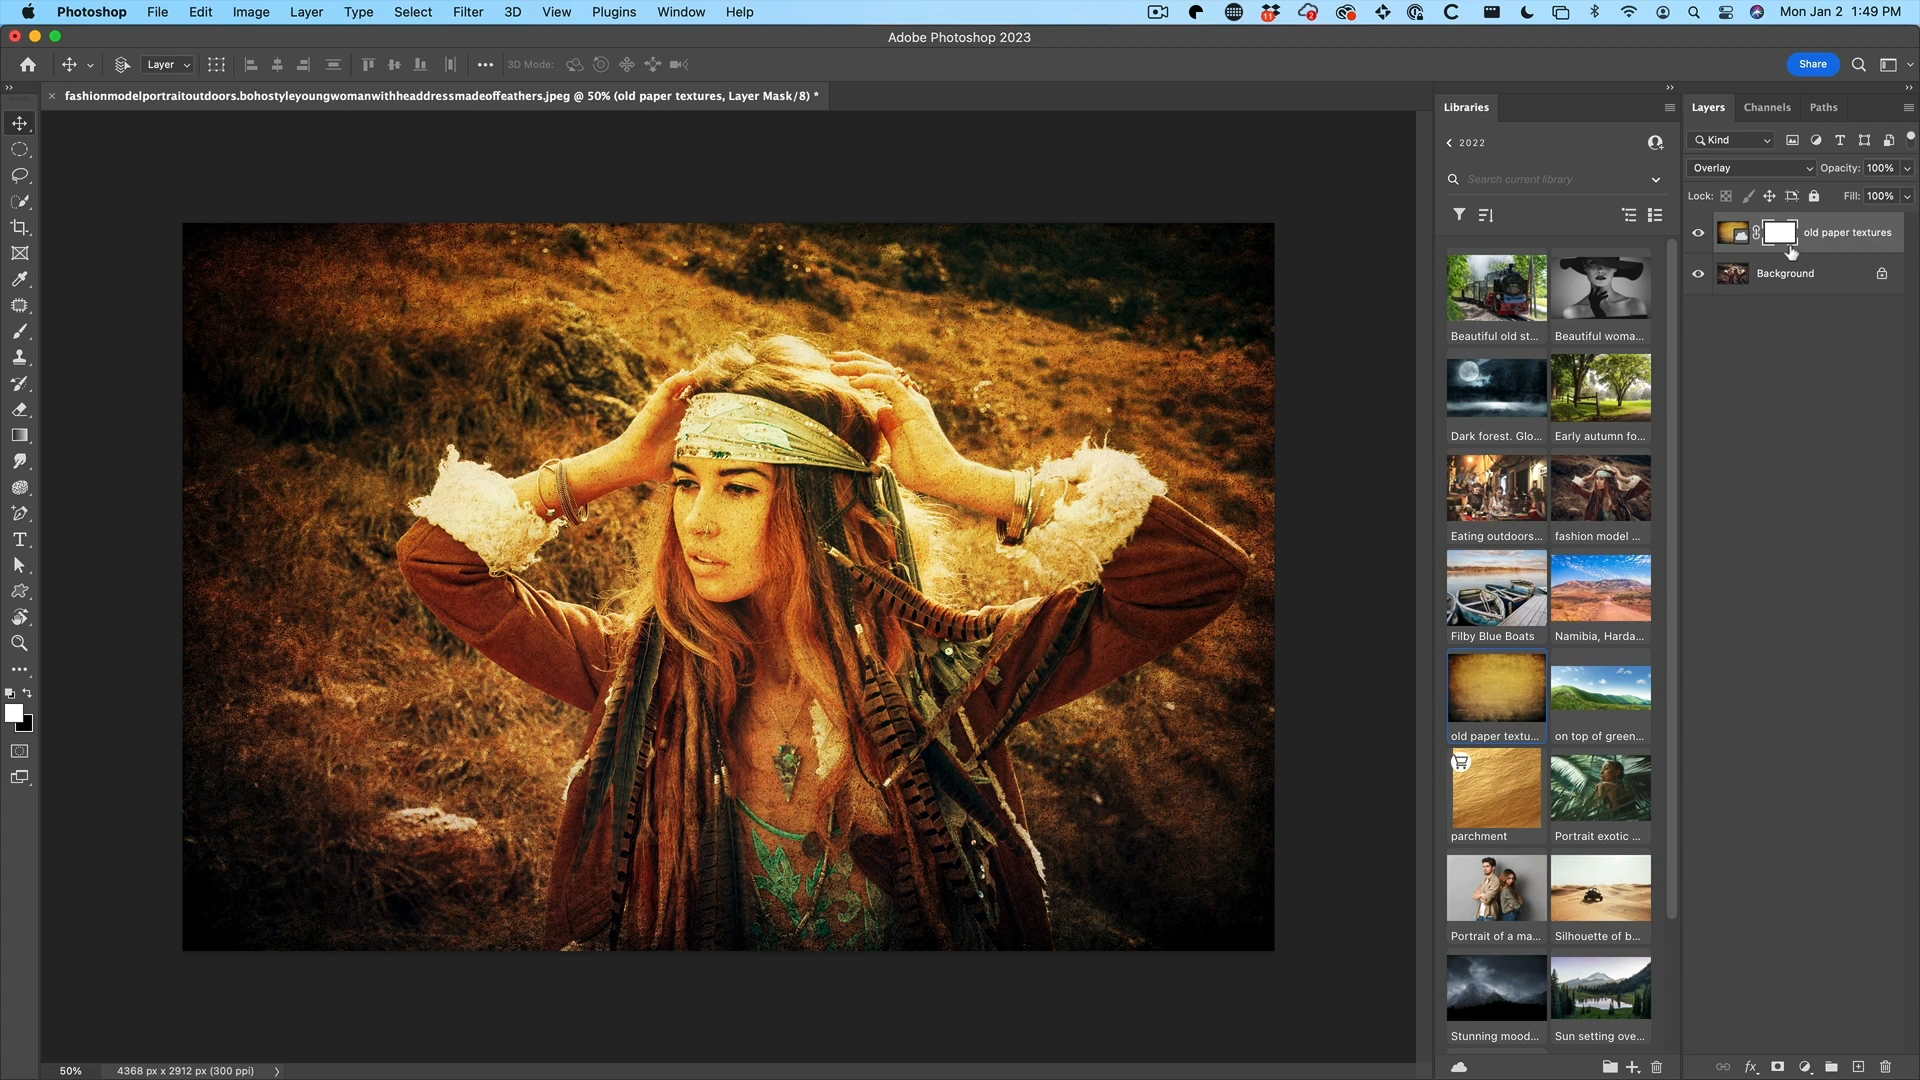 Photoshop File Edit Image Layer Type Select Filter 3D View Plugins Window Help 11 2 Mon Jan 2 1:49 PM
Adobe Photoshop 2023
Layer 3D Mode: Share
fashionmodelportraitoutdoors.bohostyleyoungwomanwithheaddressmadeoffeathers.jpeg @ 50% (old paper textures, Layer Mask/8) *
Libraries
2022
Search current library
Beautiful old st... Beautiful woma...
Dark forest. Glo... Early autumn fo...
Eating outdoors... fashion model ...
Filby Blue Boats Namibia, Harda...
old paper textu... on top of green...
parchment Portrait exotic ...
Portrait of a ma... Silhouette of b...
Stunning mood... Sun setting ove...
Layers Channels Paths
Kind
Overlay Opacity: 100%
Lock: Fill: 100%
old paper textures
Background
50% 4368 px x 2912 px (300 ppi)